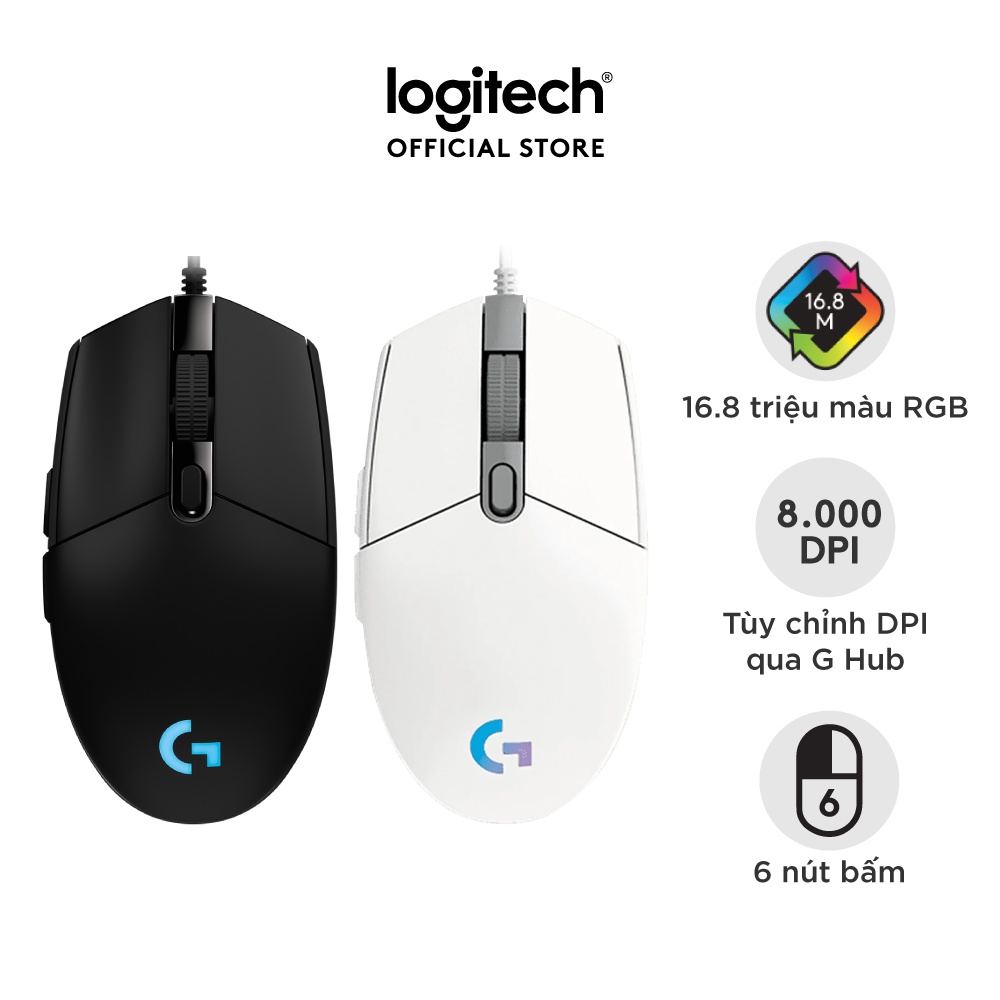 logitech®
OFFICIAL STORE
16.8
M
16.8 triệu màu RGB
8.000
DPI
Tùy chỉnh DPI
qua G Hub
6
6 nút bấm
G
G